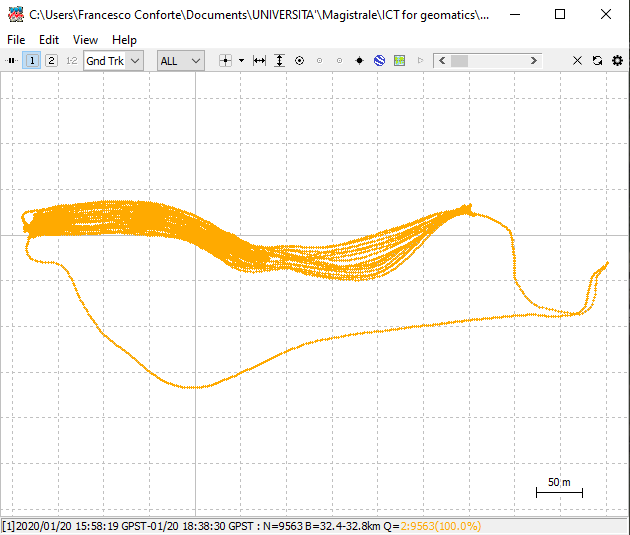 C:\Users\Francesco Conforte\Documents\UNIVERSITA'\Magistrale\ICT for geomatics\...
File Edit View Help
1 2 1-2 Gnd Trk ALL
50 m
[1]2020/01/20 15:58:19 GPST-01/20 18:38:30 GPST : N=9563 B=32.4-32.8km Q=2:9563(100.0%)